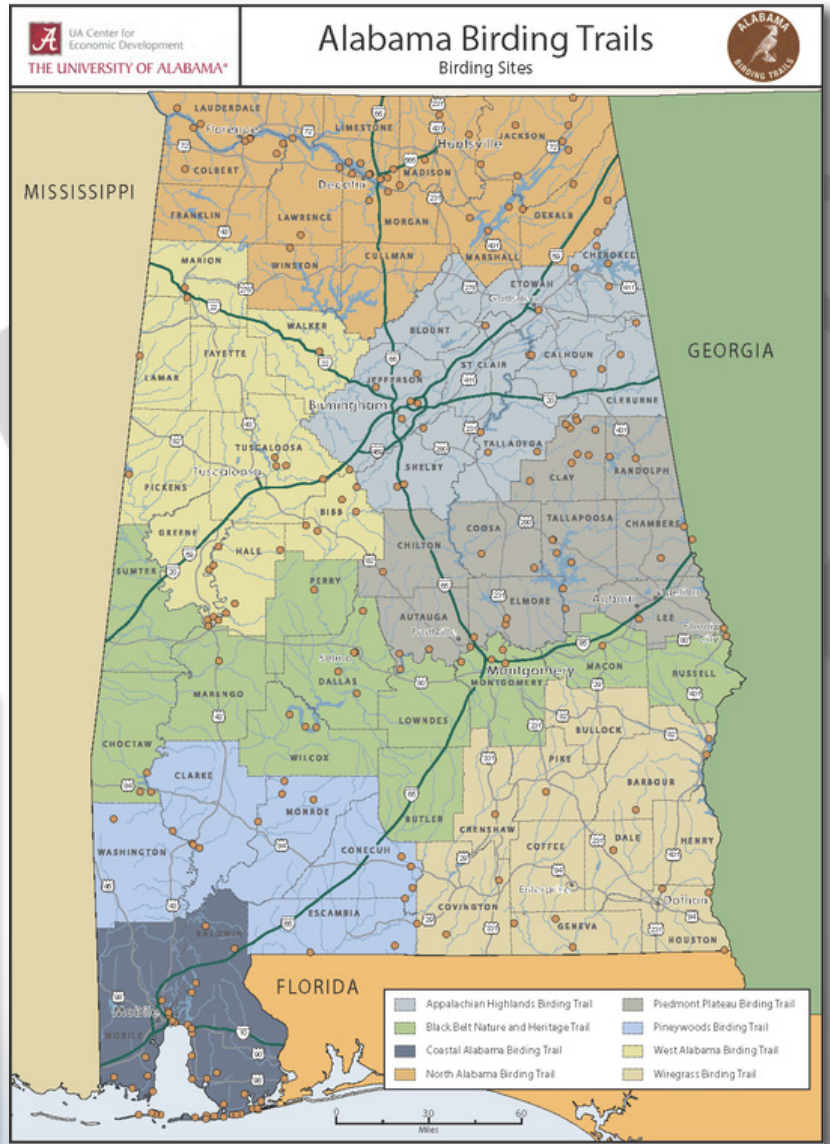 UA Center for
Economic Development
THE UNIVERSITY OF ALABAMA®
Alabama Birding Trails
Birding Sites
ALABAMA
BIRDING TRAILS
LAUDERDALE
Florence
LIMESTONE
Huntsville
JACKSON
COLBERT
Decatur
MADISON
MISSISSIPPI
FRANKLIN
LAWRENCE
MORGAN
DEKALB
MARION
WINSTON
CULLMAN
MARSHALL
CHEROKEE
ETOWAH
Gadsden
WALKER
BLOUNT
FAYETTE
ST CLAIR
CALHOUN
GEORGIA
LAMAR
JEFFERSON
Birmingham
CLEBURNE
TUSCALOOSA
TALLADEGA
Tuscaloosa
SHELBY
CLAY
RANDOLPH
PICKENS
BIBB
GREENE
HALE
COOSA
TALLAPOOSA
CHAMBERS
CHILTON
SUMTER
PERRY
ELMORE
Auburn
Opelika
AUTAUGA
LEE
Prattville
Phenix
City
Selma
DALLAS
Montgomery
MACON
MONTGOMERY
RUSSELL
MARENGO
LOWNDES
BULLOCK
CHOCTAW
WILCOX
PIKE
CLARKE
BARBOUR
MONROE
BUTLER
CRENSHAW
WASHINGTON
CONECUH
COFFEE
DALE
HENRY
Enterprise
ESCAMBIA
COVINGTON
Dothan
GENEVA
HOUSTON
BALDWIN
FLORIDA
Mobile
MOBILE
Appalachian Highlands Birding Trail
Black Belt Nature and Heritage Trail
Coastal Alabama Birding Trail
North Alabama Birding Trail
Piedmont Plateau Birding Trail
Pineywoods Birding Trail
West Alabama Birding Trail
Wiregrass Birding Trail
0 30 60
Miles